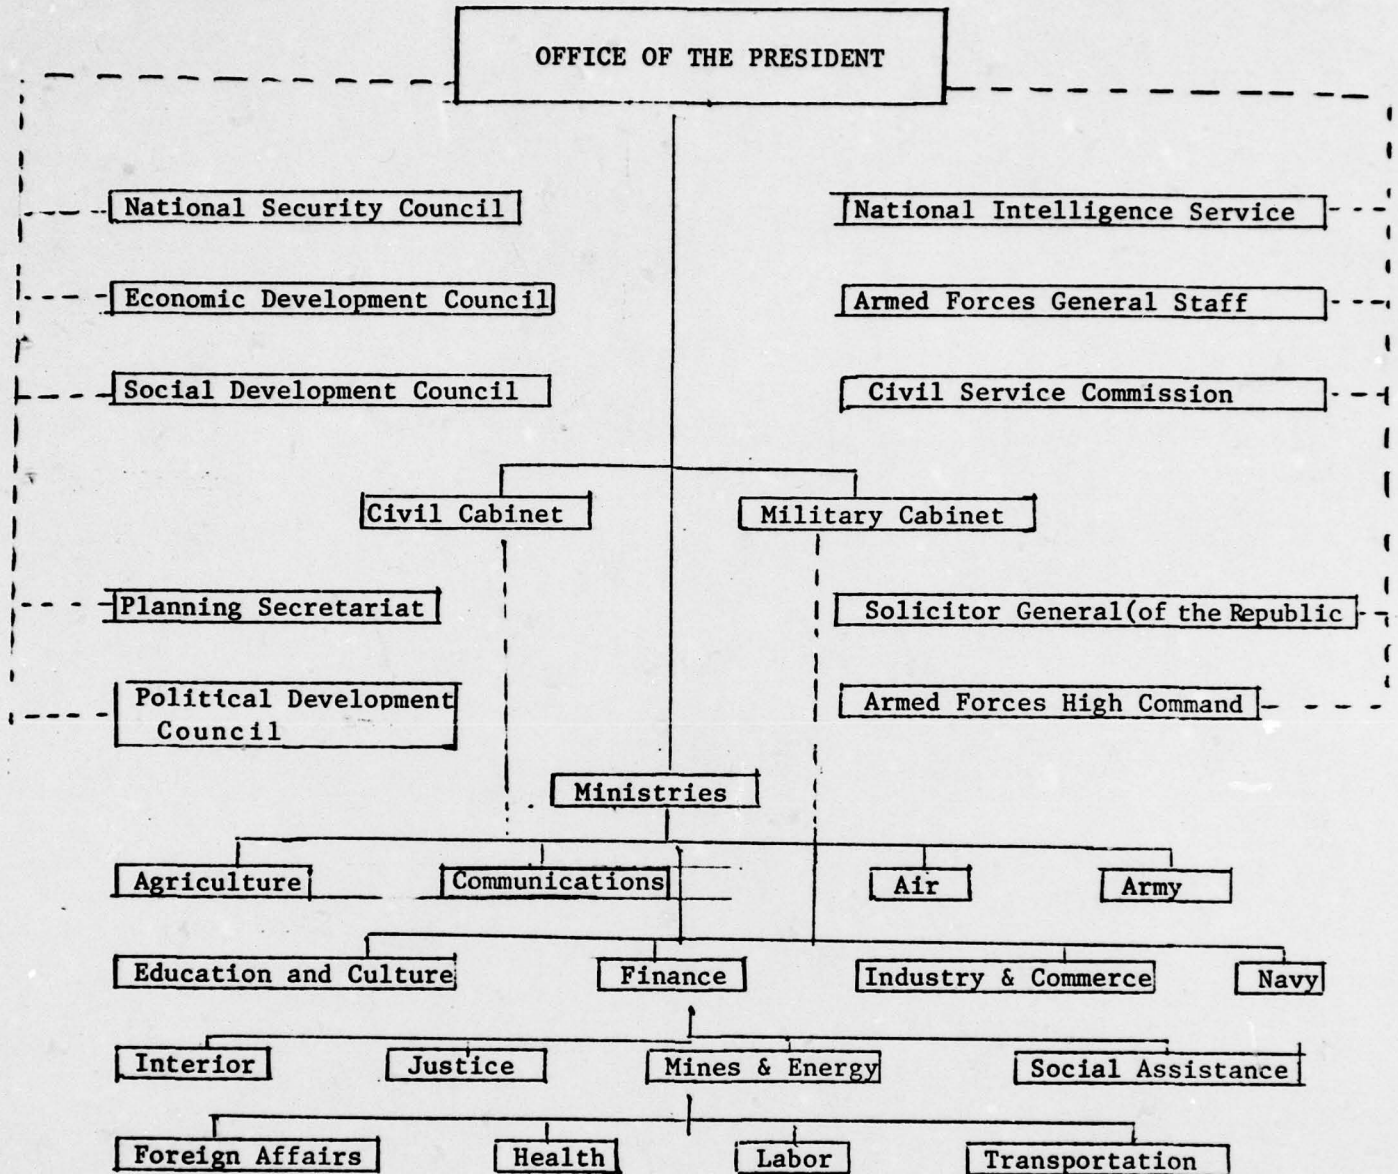 OFFICE OF THE PRESIDENT
National Security Council
National Intelligence Service
Economic Development Council
Armed Forces General Staff
Social Development Council
Civil Service Commission
Civil Cabinet
Military Cabinet
Planning Secretariat
Solicitor General(of the Republic
Political Development
Council
Armed Forces High Command
Ministries
Agriculture
Communications
Air
Army
Education and Culture
Finance
Industry & Commerce
Navy
Interior
Justice
Mines & Energy
Social Assistance
Foreign Affairs
Health
Labor
Transportation